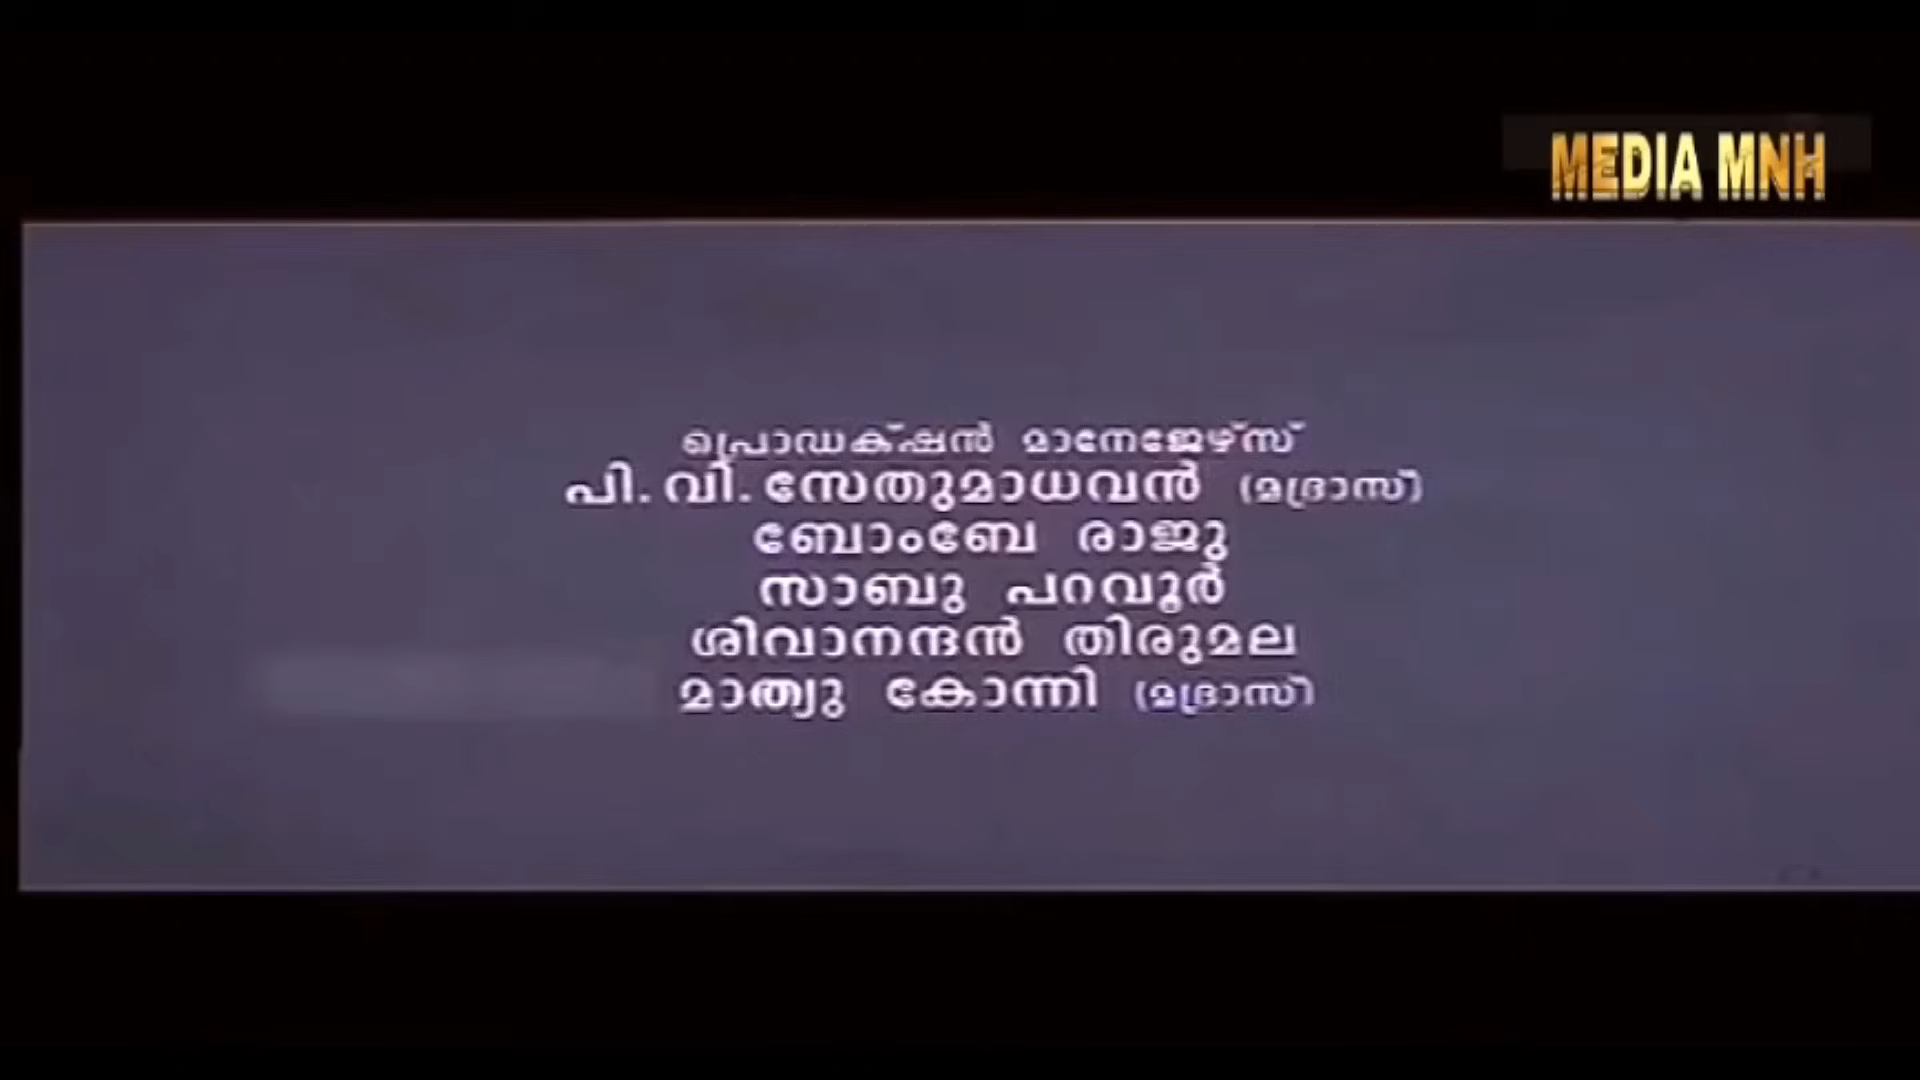 MEDIA MNH
പ്രൊഡക്ഷൻ മാനേജേഴ്സ്
പി. വി. സേതുമാധവൻ (മദ്രാസ്)
ബോംബേ രാജു
സാബു പറവൂർ
ശിവാനന്ദൻ തിരുമല
മാത്യു കോന്നി (മദ്രാസ്)